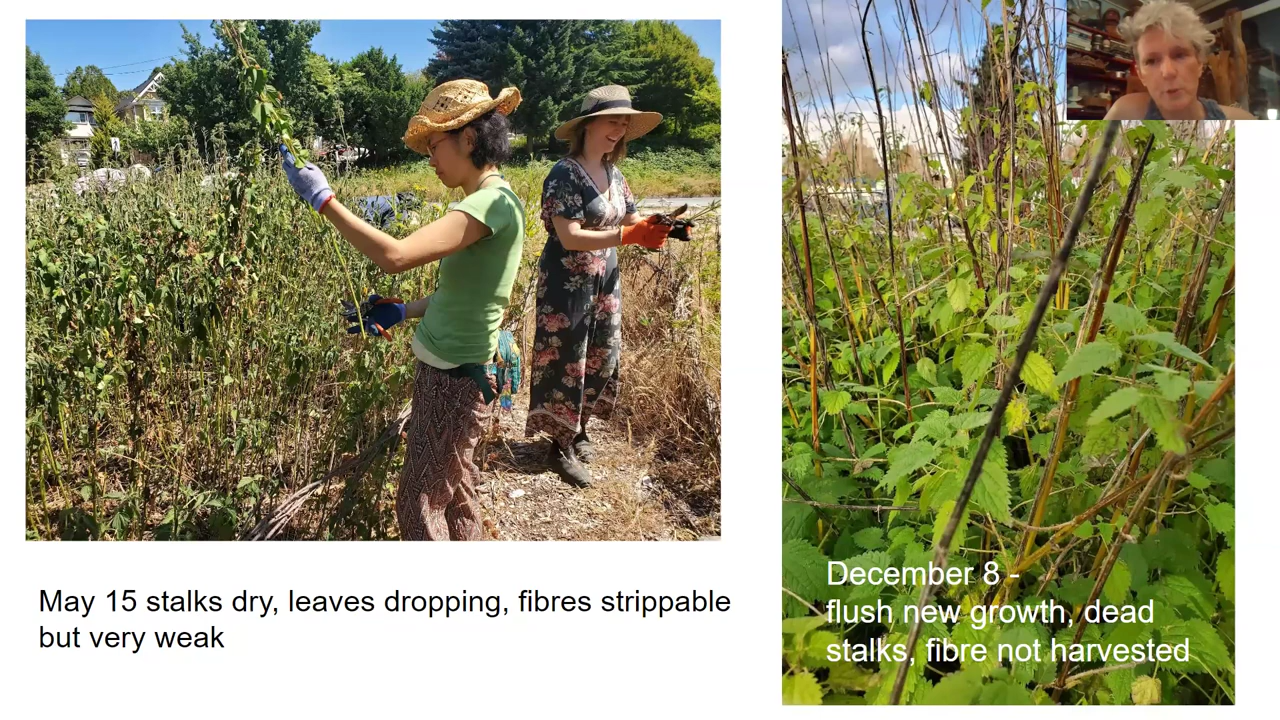 May 15 stalks dry, leaves dropping, fibres strippable
but very weak
December 8 -
flush new growth, dead
stalks, fibre not harvested